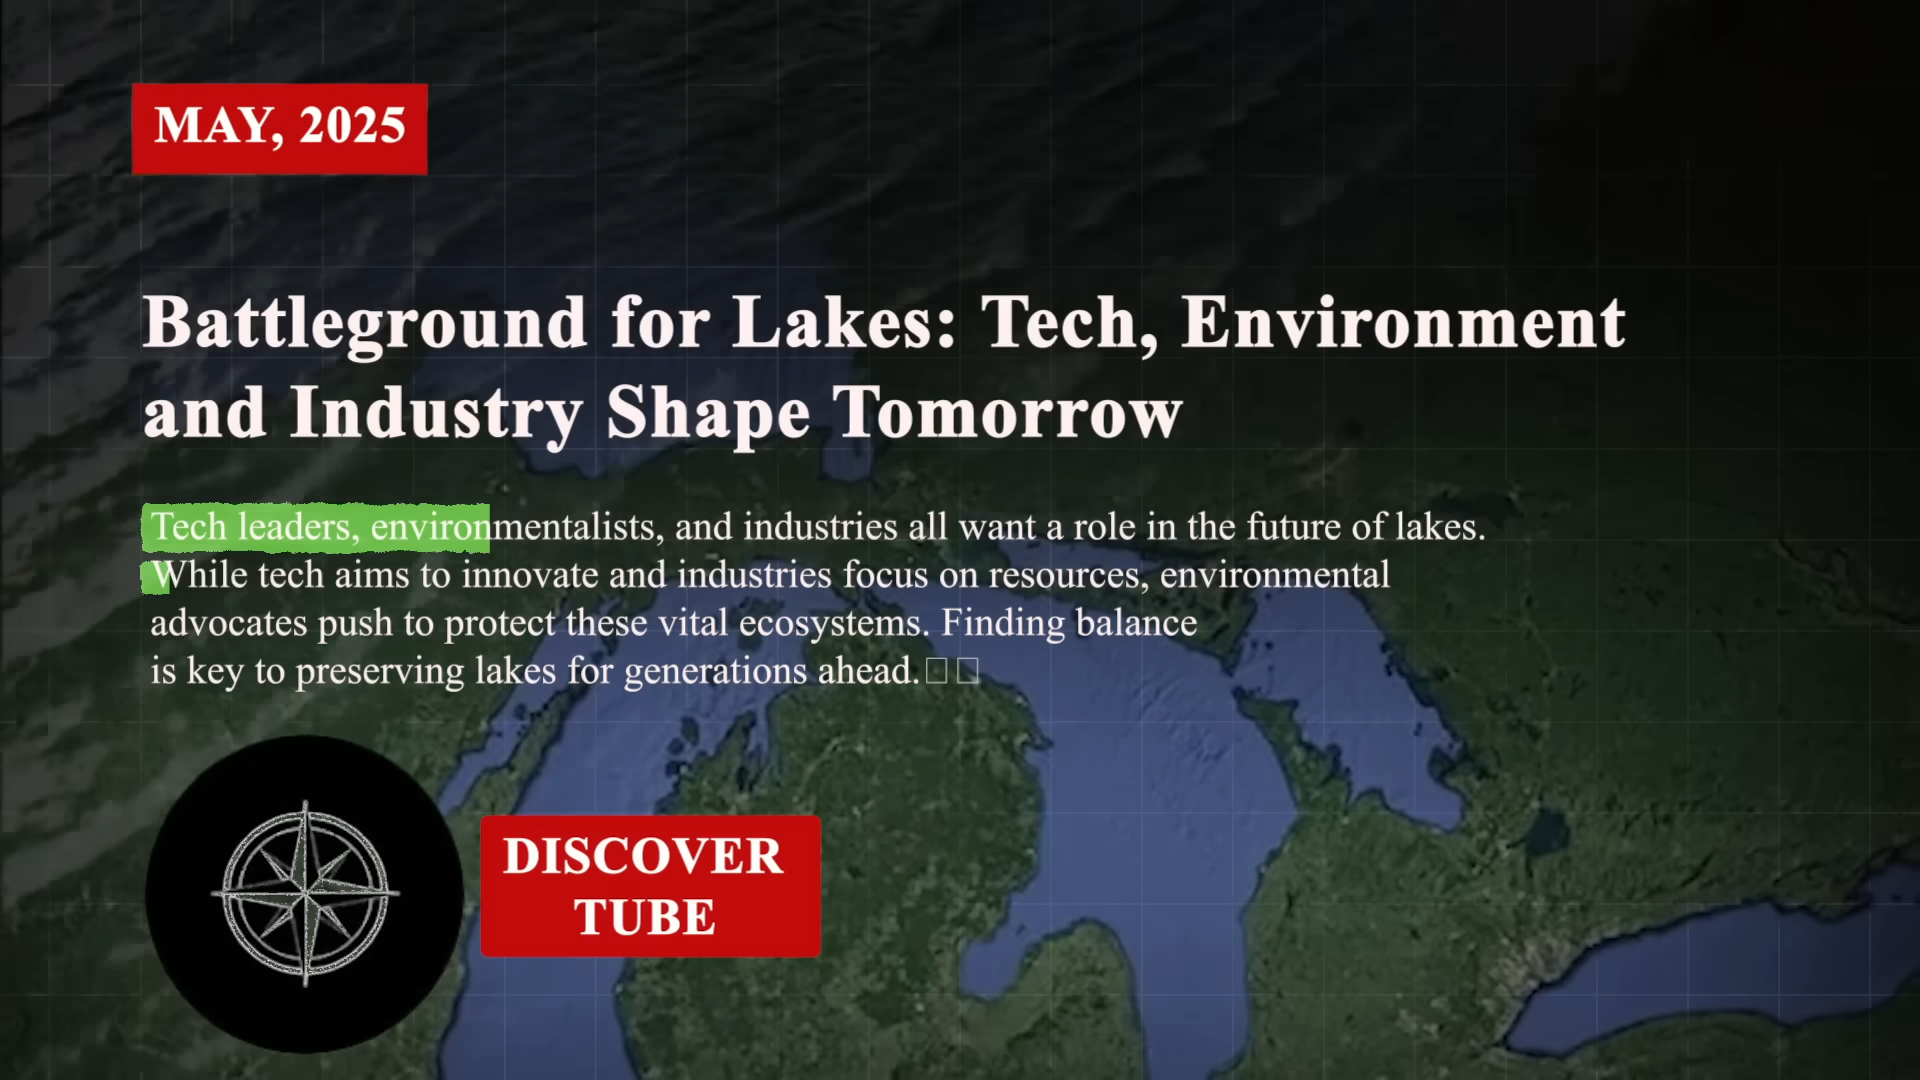 MAY, 2025
Battleground for Lakes: Tech, Environment
and Industry Shape Tomorrow
Tech leaders, environmentalists, and industries all want a role in the future of lakes.
While tech aims to innovate and industries focus on resources, environmental
advocates push to protect these vital ecosystems. Finding balance
is key to preserving lakes for generations ahead.□□
DISCOVER
TUBE